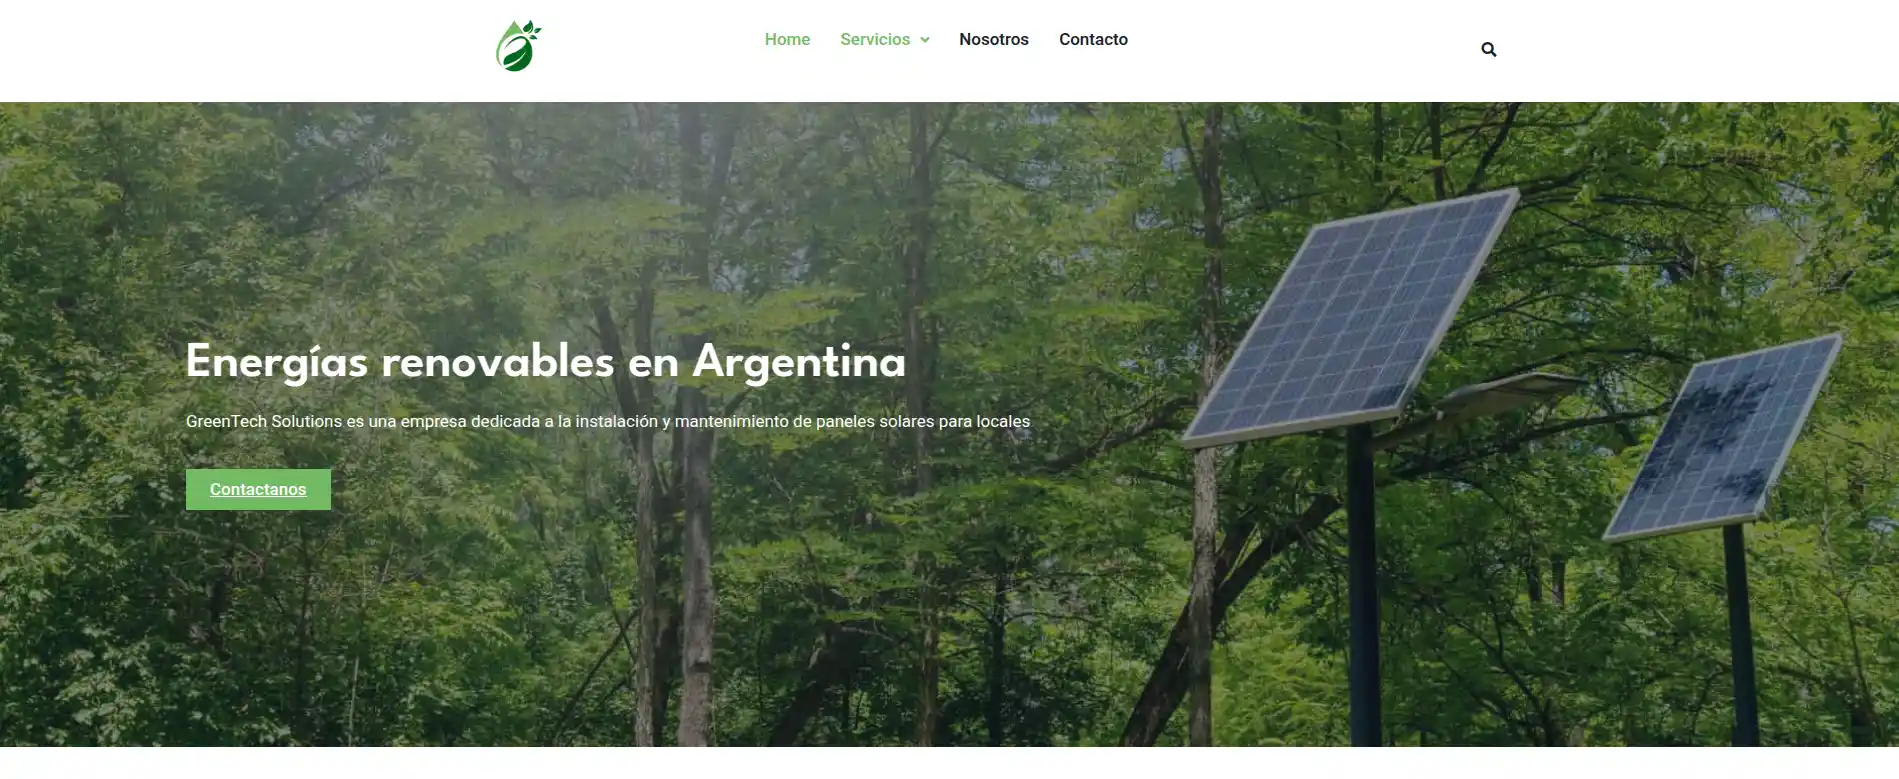 Home Servicios Nosotros Contacto
Energías renovables en Argentina
GreenTech Solutions es una empresa dedicada a la instalación y mantenimiento de paneles solares para locales
Contactanos